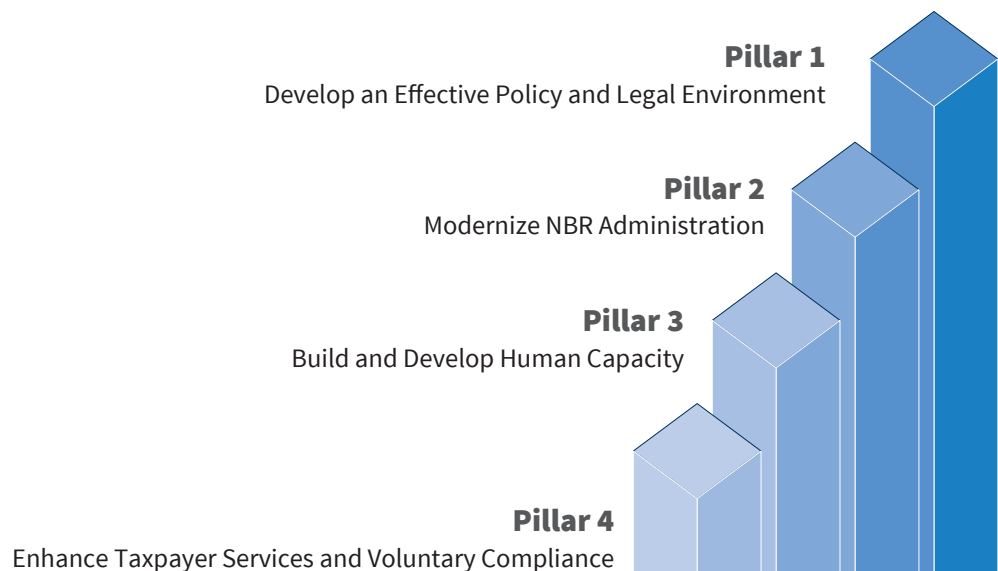 Pillar 1
Develop an Effective Policy and Legal Environment
Pillar 2
Modernize NBR Administration
Pillar 3
Build and Develop Human Capacity
Pillar 4
Enhance Taxpayer Services and Voluntary Compliance